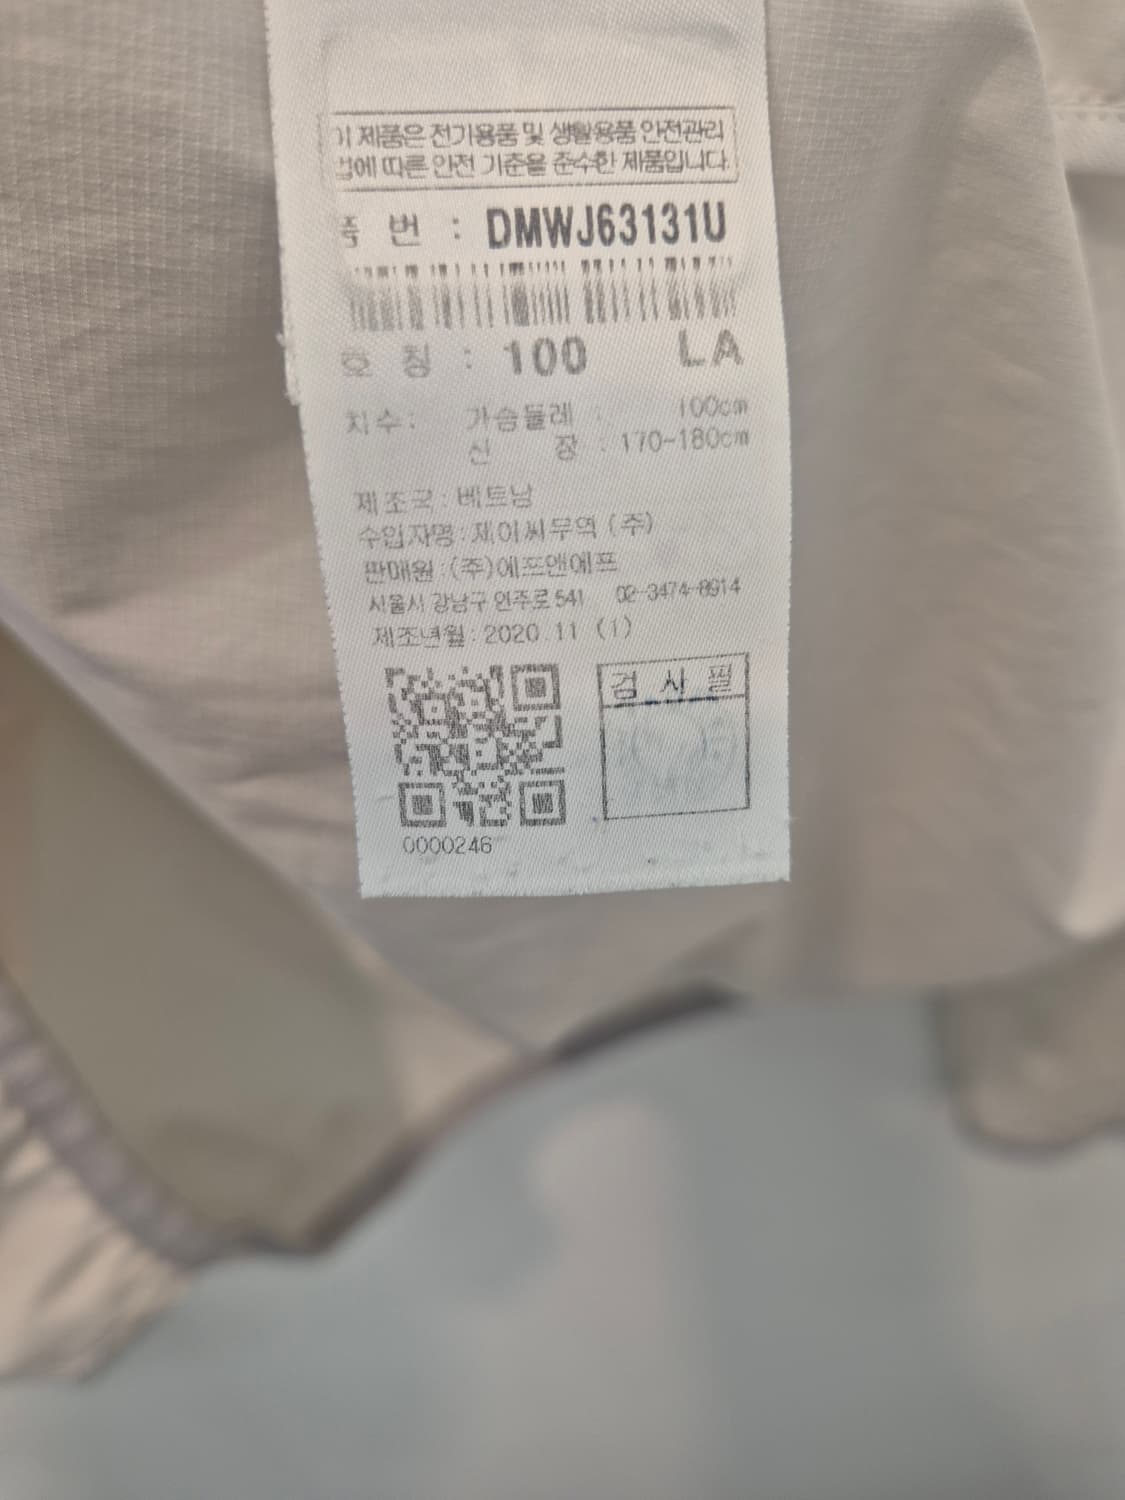 제품은 전기용품 및 생활용품 안전관리
에 따른 안전 기준을 준수한 제품입니다.
품 번 : DMWJ63131U
호 칭 : 100 LA
치수: 가슴둘레 : 100cm
신 장 : 170-180cm
제조국 : 베트남
수입자명 : 제이씨무역 (주)
판매원 : (주)에프앤에프
서울시 강남구 언주로 541 02-3474-8914
제조년월 : 2020.11 (1)
검 사 필
0000246